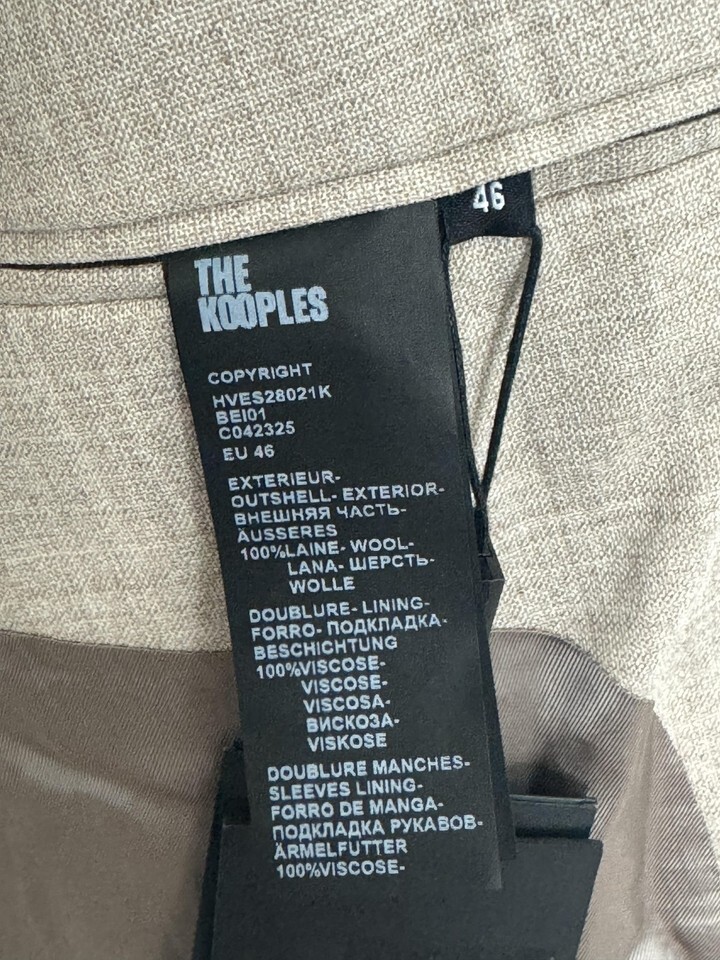 46
THE
KOOPLES
COPYRIGHT
HVES28021K
BEI01
C042325
EU 46
EXTERIEUR-
OUTSHELL- EXTERIOR-
ВНЕШНЯЯ ЧАСТЬ-
ÄUSSERES
100%LAINE- WOOL-
LANA- ШЕРСТЬ-
WOLLE
DOUBLURE- LINING-
FORRO- ПОДКЛАДКА-
BESCHICHTUNG
100%VISCOSE-
VISCOSE-
VISCOSA-
ВИСКОЗА-
VISKOSE
DOUBLURE MANCHES-
SLEEVES LINING-
FORRO DE MANGA-
ПОДКЛАДКА РУКАВОВ-
ÄRMELFUTTER
100%VISCOSE-